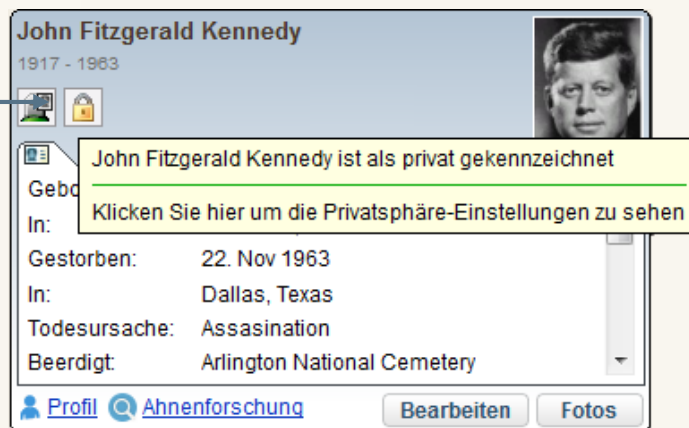 John Fitzgerald Kennedy
1917 - 1963
John Fitzgerald Kennedy ist als privat gekennzeichnet
Klicken Sie hier um die Privatsphäre-Einstellungen zu sehen
In:
Gestorben: 22. Nov 1963
In: Dallas, Texas
Todesursache: Assasination
Beerdigt: Arlington National Cemetery
Profil Ahnenforschung Bearbeiten Fotos